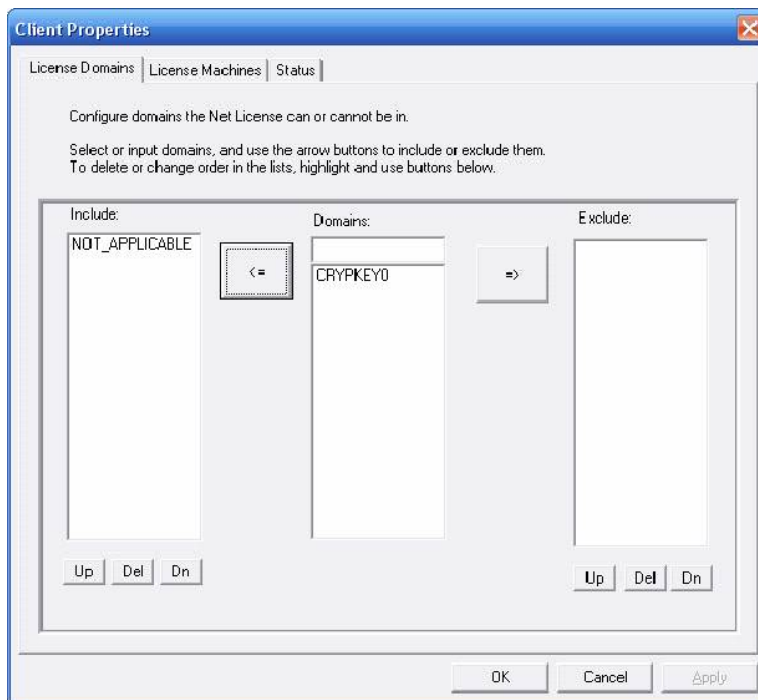 Client Properties
License Domains License Machines Status
Configure domains the Net License can or cannot be in.
Select or input domains, and use the arrow buttons to include or exclude them.
To delete or change order in the lists, highlight and use buttons below.
Include: Domains: Exclude:
NOT_APPLICABLE
<= =>
CRYPKEY0
Up Del Dn Up Del Dn
OK Cancel Apply